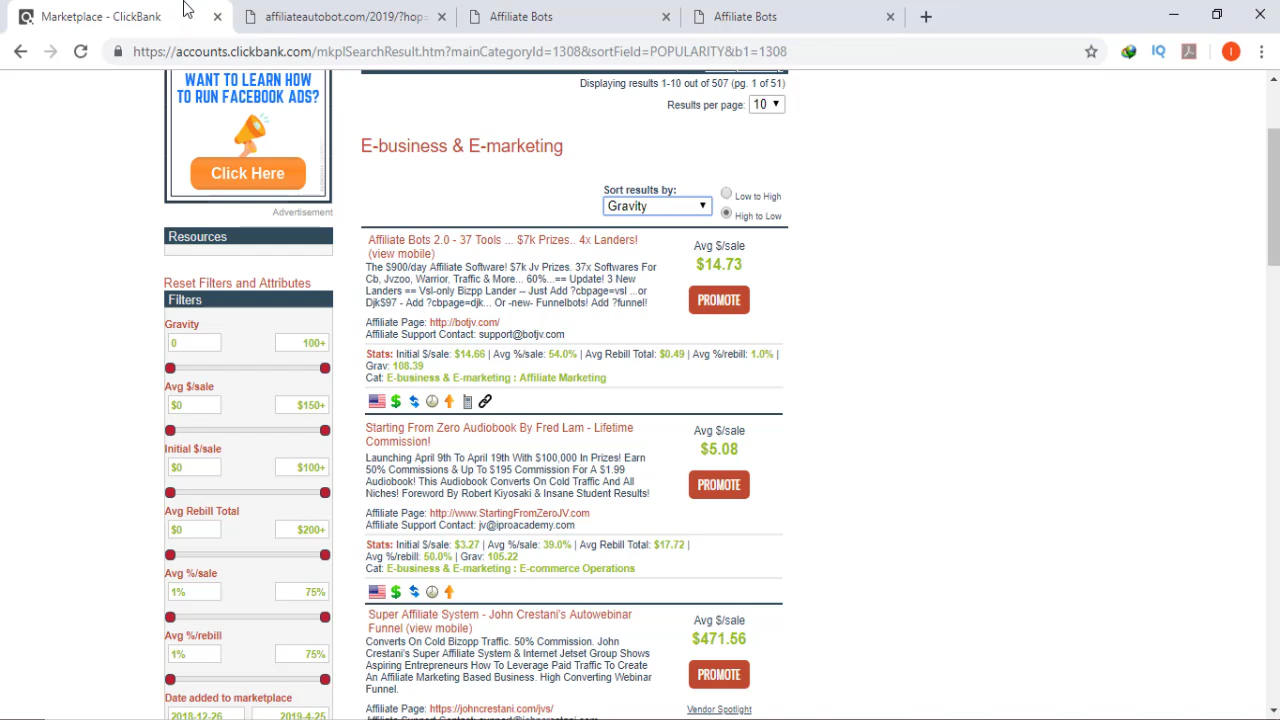 Marketplace - ClickBank
affiliateautobot.com/2019/?hop=
Affiliate Bots
Affiliate Bots
https://accounts.clickbank.com/mkplSearchResult.htm?mainCategoryId=1308&sortField=POPULARITY&b1=1308
IQ
I
WANT TO LEARN HOW
TO RUN FACEBOOK ADS?
Click Here
Advertisement
Resources
Reset Filters and Attributes
Filters
Gravity
0 100+
Avg $/sale
$0 $150+
Initial $/sale
$0 $100+
Avg Rebill Total
$0 $200+
Avg %/sale
1% 75%
Avg %/rebill
1% 75%
Date added to marketplace
2018-12-26 2019-4-25
Displaying results 1-10 out of 507 (pg. 1 of 51)
Results per page: 10
E-business & E-marketing
Sort results by:
Gravity
Low to High
High to Low
Affiliate Bots 2.0 - 37 Tools ... $7k Prizes.. 4x Landers!
(view mobile)
The $900/day Affiliate Software! $7k Jv Prizes. 37x Softwares For
Cb, Jvzoo, Warrior, Traffic & More... 60%...== Update! 3 New
Landers == Vsl-only Bizpp Lander -- Just Add ?cbpage=vsl ...or
Djk$97 - Add ?cbpage=djk... Or -new- Funnelbots! Add ?funnel!
Affiliate Page: http://botjv.com/
Affiliate Support Contact: support@botjv.com
Avg $/sale
$14.73
PROMOTE
Stats: Initial $/sale: $14.66 | Avg %/sale: 54.0% | Avg Rebill Total: $0.49 | Avg %/rebill: 1.0% |
Grav: 108.39
Cat: E-business & E-marketing : Affiliate Marketing
Starting From Zero Audiobook By Fred Lam - Lifetime
Commission!
Launching April 9th To April 19th With $100,000 In Prizes! Earn
50% Commissions & Up To $195 Commission For A $1.99
Audiobook! This Audiobook Converts On Cold Traffic And All
Niches! Foreword By Robert Kiyosaki & Insane Student Results!
Affiliate Page: http://www.StartingFromZeroJV.com
Affiliate Support Contact: jv@iproacademy.com
Avg $/sale
$5.08
PROMOTE
Stats: Initial $/sale: $3.27 | Avg %/sale: 39.0% | Avg Rebill Total: $17.72 |
Avg %/rebill: 50.0% | Grav: 105.22
Cat: E-business & E-marketing : E-commerce Operations
Super Affiliate System - John Crestani's Autowebinar
Funnel (view mobile)
Converts On Cold Bizopp Traffic. 50% Commission. John
Crestani's Super Affiliate System & Internet Jetset Group Shows
Aspiring Entrepreneurs How To Leverage Paid Traffic To Create
An Affiliate Marketing Based Business. High Converting Webinar
Funnel.
Affiliate Page: https://johncrestani.com/jvs/
Avg $/sale
$471.56
PROMOTE
Vendor Spotlight